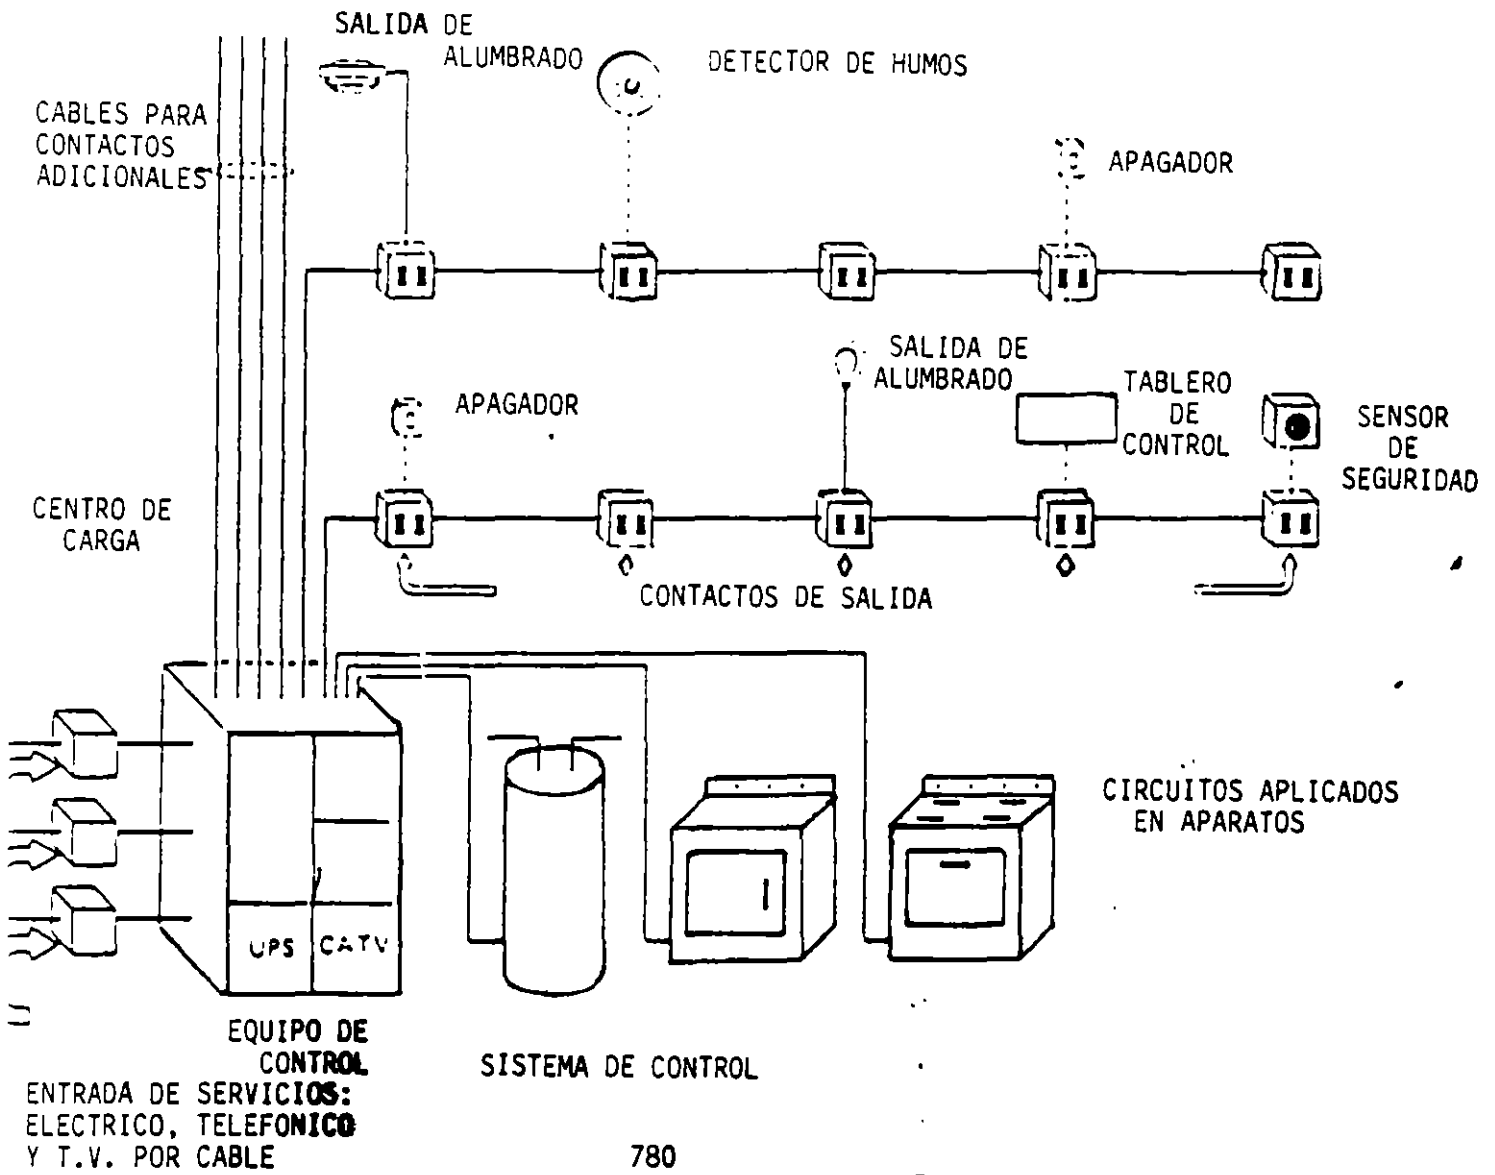 SALIDA DE
ALUMBRADO
DETECTOR DE HUMOS
CABLES PARA
CONTACTOS
ADICIONALES
APAGADOR
SALIDA DE
ALUMBRADO
TABLERO
DE
CONTROL
APAGADOR
SENSOR
DE
SEGURIDAD
CENTRO DE
CARGA
CONTACTOS DE SALIDA
CIRCUITOS APLICADOS
EN APARATOS
UPS
CATV
EQUIPO DE
CONTROL
SISTEMA DE CONTROL
ENTRADA DE SERVICIOS:
ELECTRICO, TELEFONICO
Y T.V. POR CABLE
780